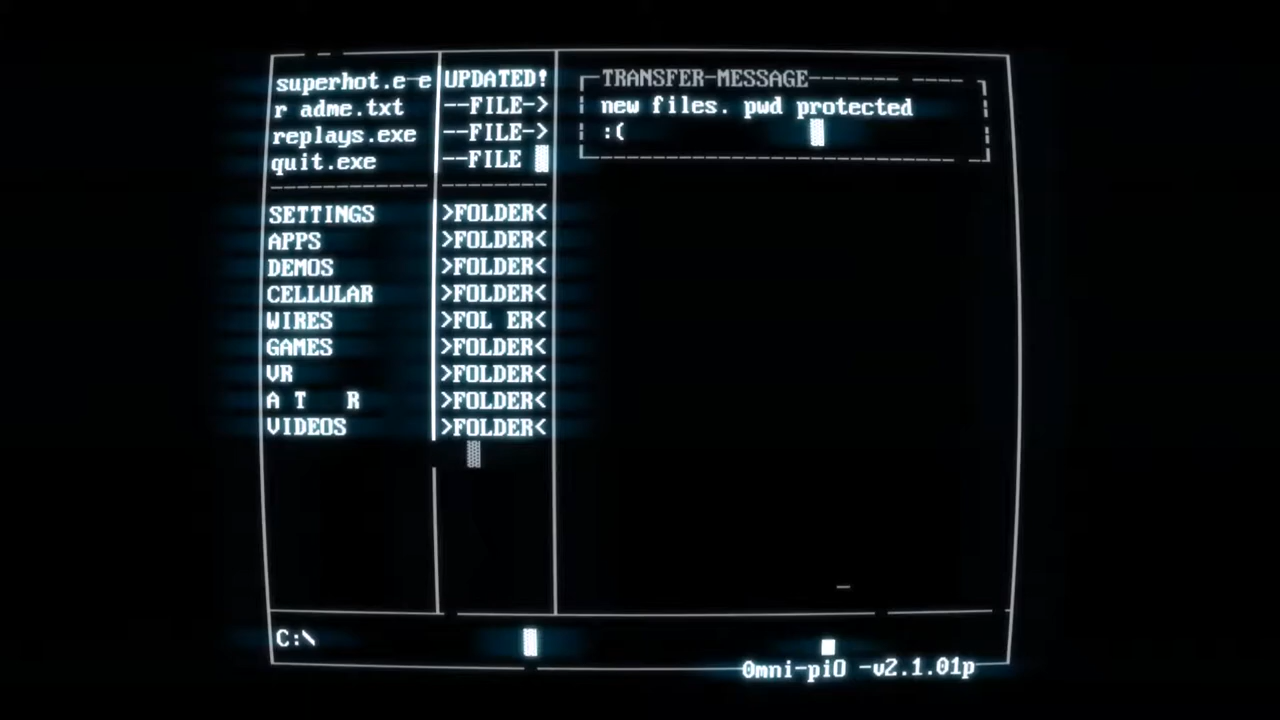 superhot.e e UPDATED!
r adme.txt --FILE->
replays.exe --FILE->
quit.exe --FILE
SETTINGS >FOLDER<
APPS >FOLDER<
DEMOS >FOLDER<
CELLULAR >FOLDER<
WIRES >FOL ER<
GAMES >FOLDER<
VR >FOLDER<
A T   R >FOLDER<
VIDEOS >FOLDER<
TRANSFER-MESSAGE
new files. pwd protected
:(
C:\
Omni-piO -v2.1.01p